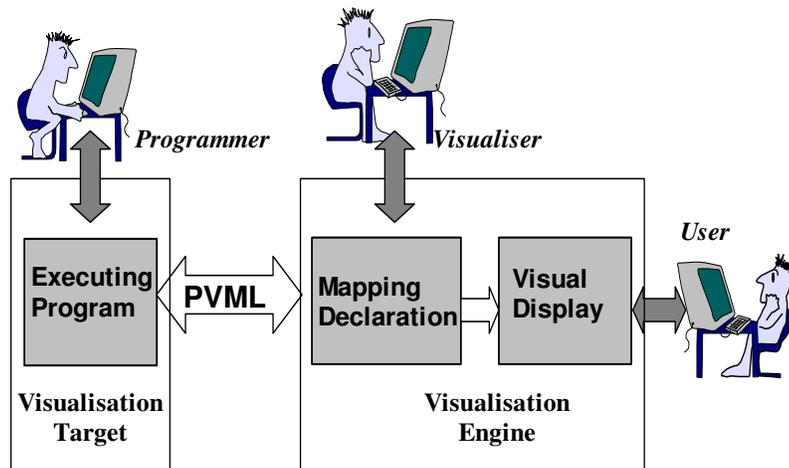 Programmer
Visualiser
User
Executing
Program
PVML
Mapping
Declaration
Visual
Display
Visualisation
Target
Visualisation
Engine